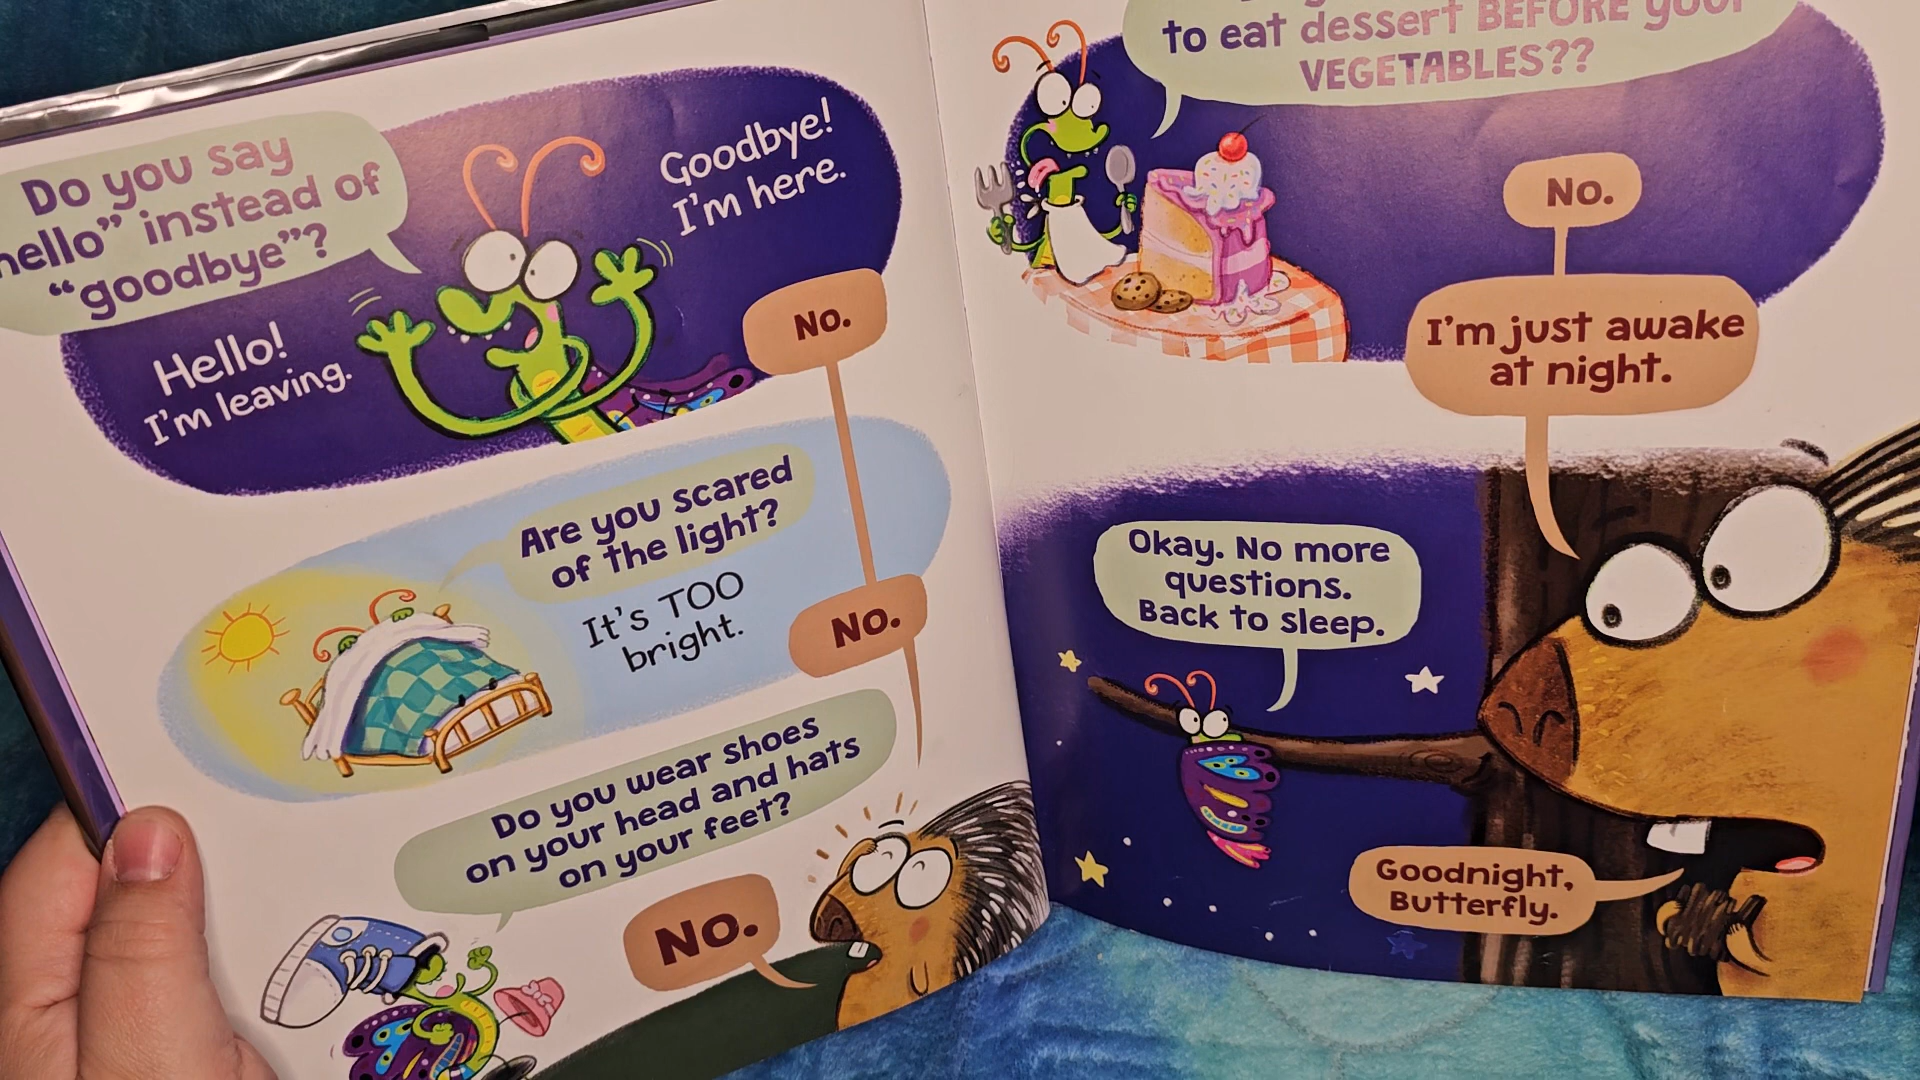 Do you say
hello" instead of
"goodbye"?
Goodbye!
I'm here.
Hello!
I'm leaving.
No.
Are you scared
of the light?
It's TOO
bright.
No.
Do you wear shoes
on your head and hats
on your feet?
No.
to eat dessert BEFORE your
VEGETABLES??
No.
I'm just awake
at night.
Okay. No more
questions.
Back to sleep.
Goodnight,
Butterfly.